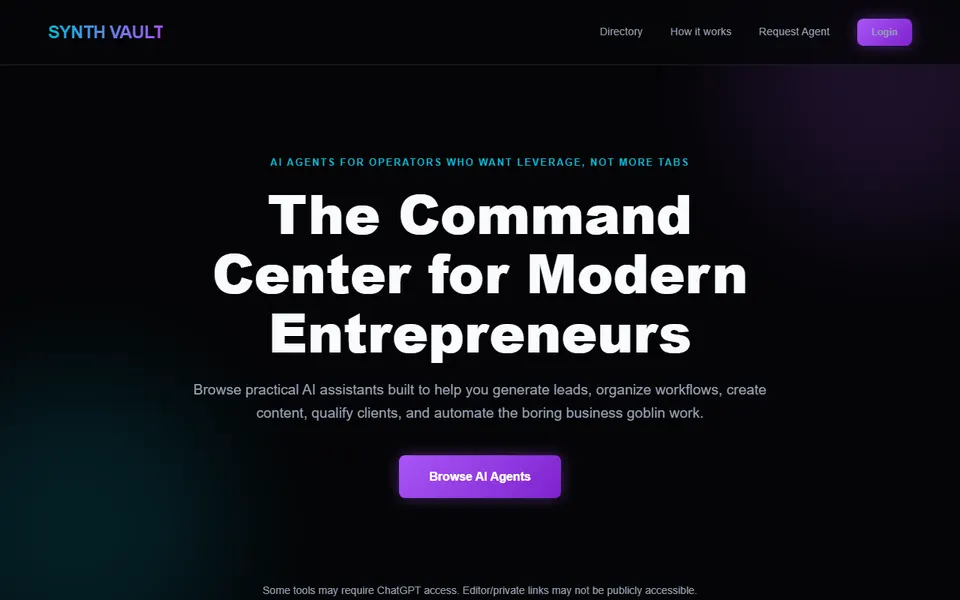 SYNTH VAULT
Directory
How it works
Request Agent
Login
AI AGENTS FOR OPERATORS WHO WANT LEVERAGE, NOT MORE TABS
The Command
Center for Modern
Entrepreneurs
Browse practical AI assistants built to help you generate leads, organize workflows, create
content, qualify clients, and automate the boring business goblin work.
Browse AI Agents
Some tools may require ChatGPT access. Editor/private links may not be publicly accessible.